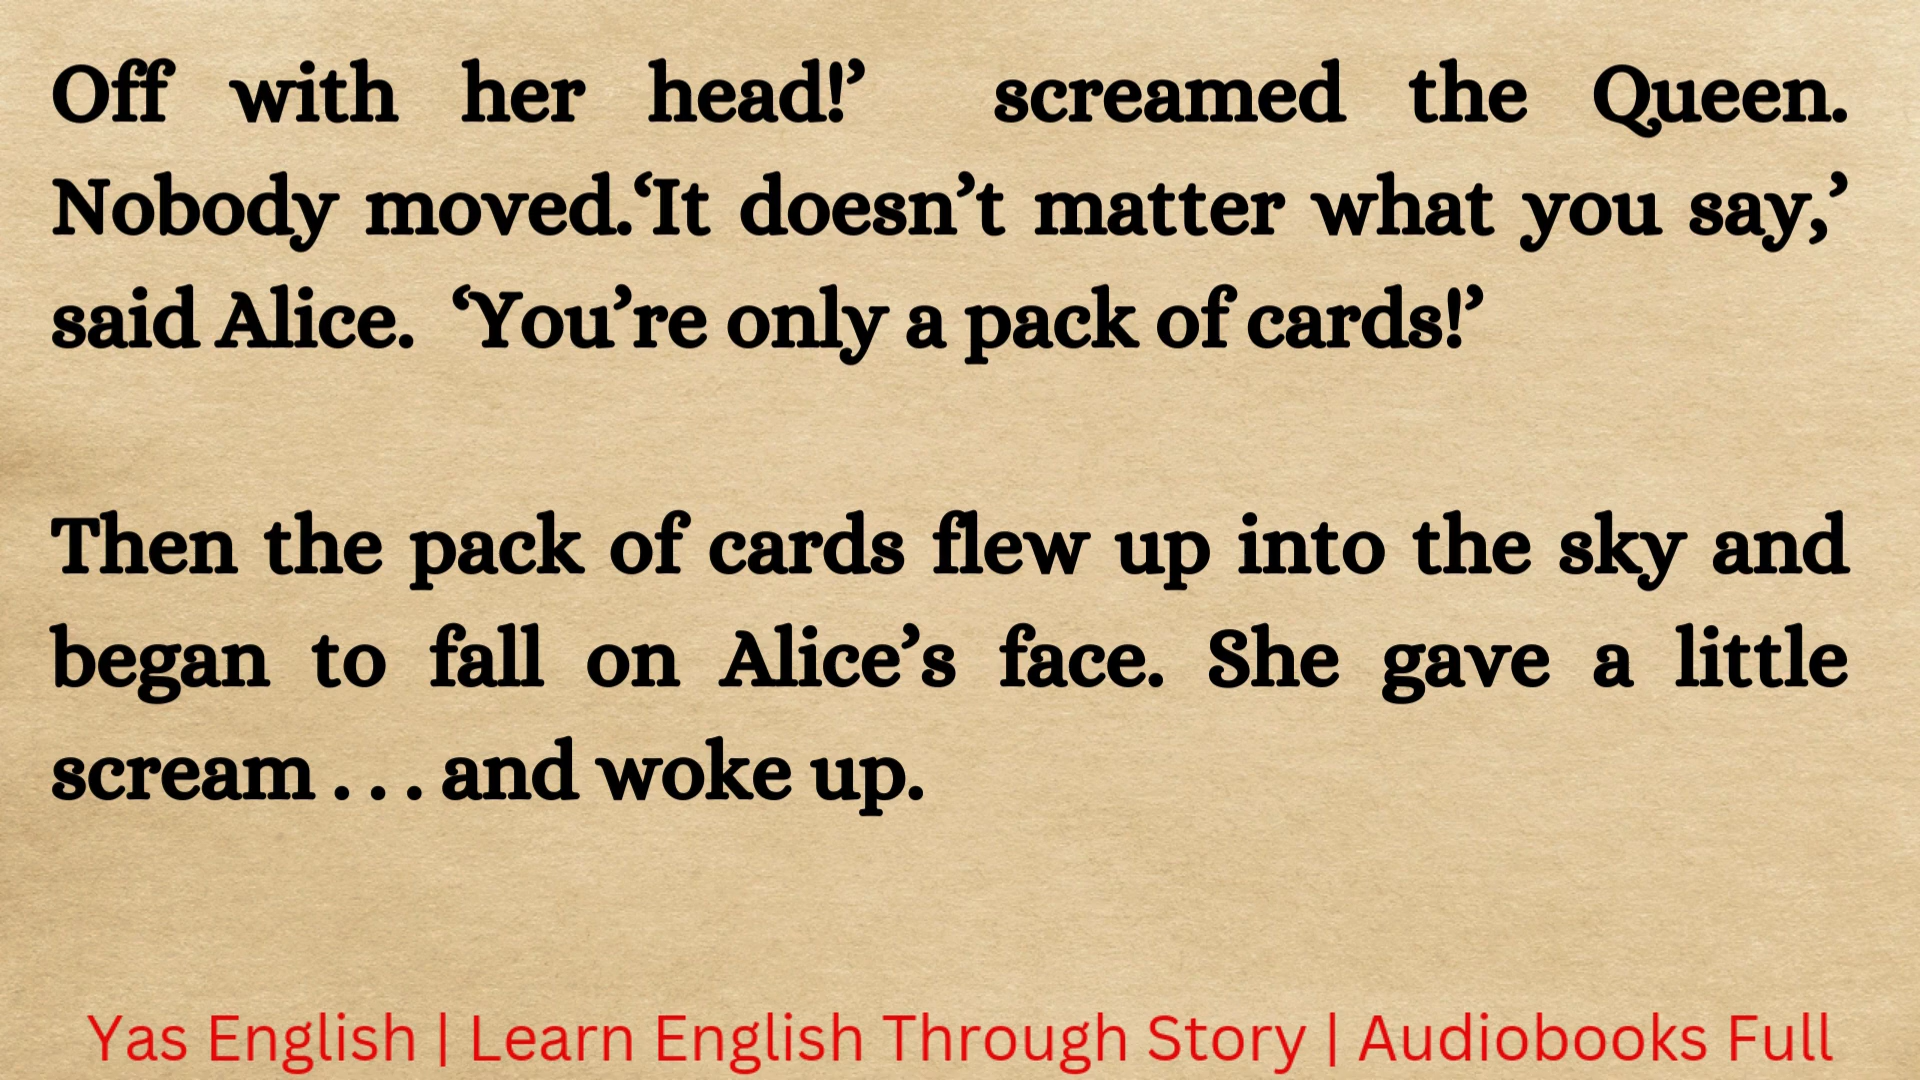 Off with her head!’ screamed the Queen.
Nobody moved.‘It doesn’t matter what you say,’
said Alice. ‘You’re only a pack of cards!’
Then the pack of cards flew up into the sky and
began to fall on Alice’s face. She gave a little
scream . . . and woke up.
Yas English | Learn English Through Story | Audiobooks Full